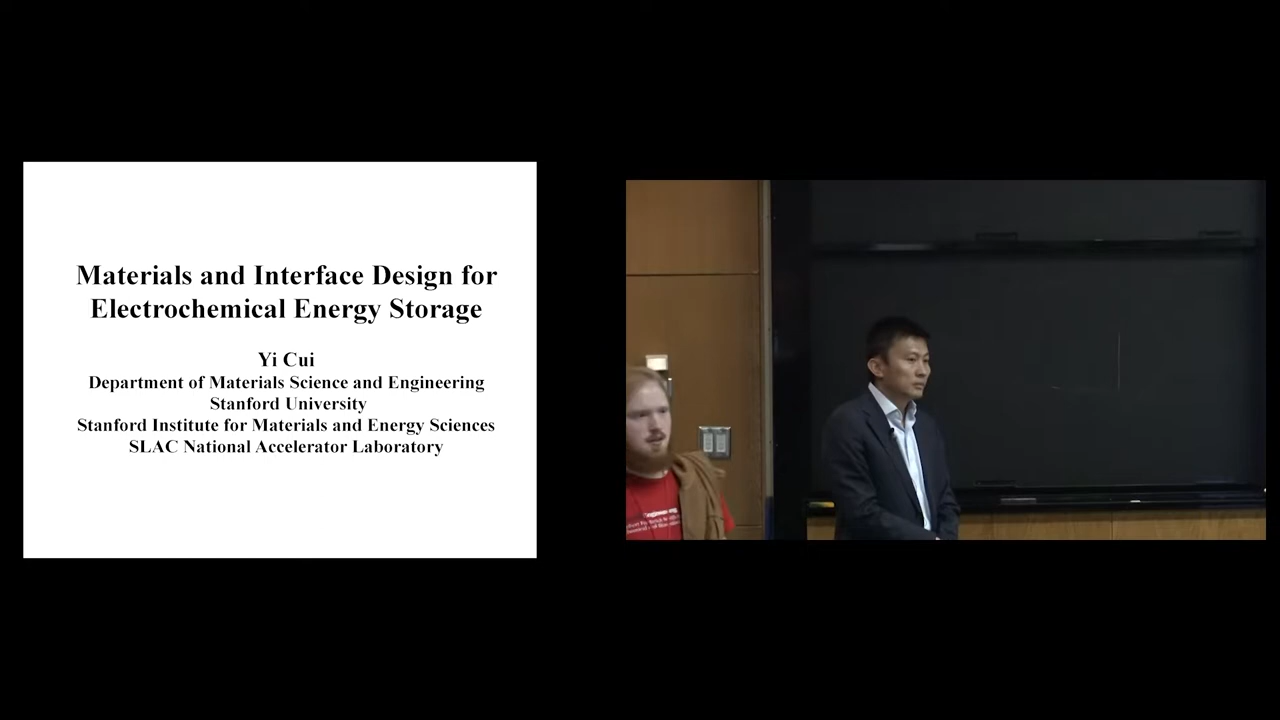 Materials and Interface Design for
Electrochemical Energy Storage
Yi Cui
Department of Materials Science and Engineering
Stanford University
Stanford Institute for Materials and Energy Sciences
SLAC National Accelerator Laboratory